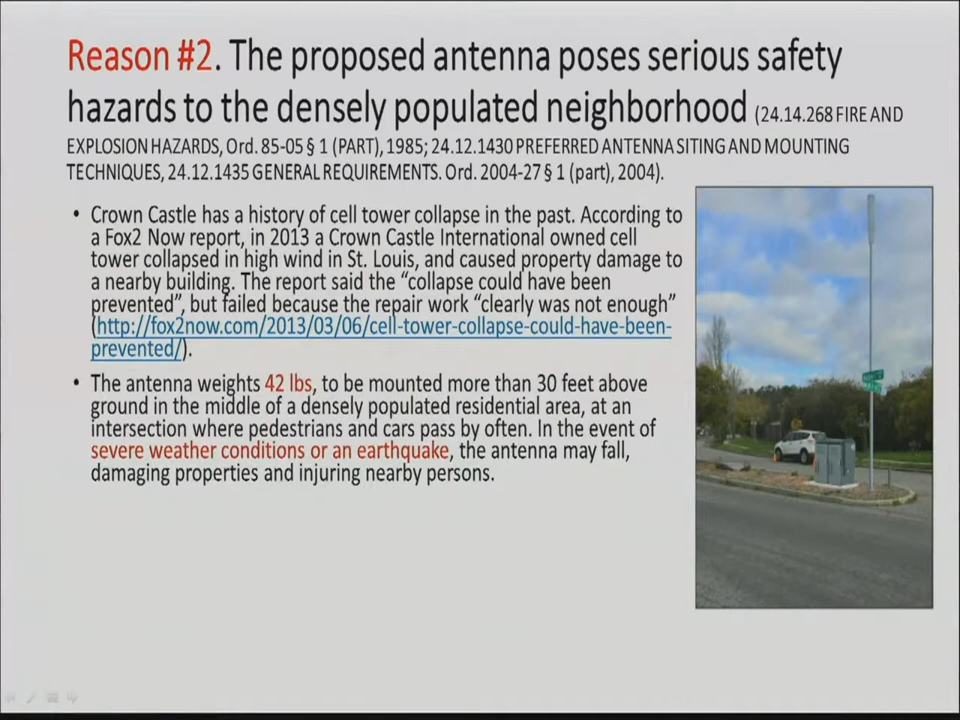 Reason #2. The proposed antenna poses serious safety
hazards to the densely populated neighborhood (24.14.268 FIRE AND
EXPLOSION HAZARDS, Ord. 85-05 § 1 (PART), 1985; 24.12.1430 PREFERRED ANTENNA SITING AND MOUNTING
TECHNIQUES, 24.12.1435 GENERAL REQUIREMENTS. Ord. 2004-27 § 1 (part), 2004).
• Crown Castle has a history of cell tower collapse in the past. According to
a Fox2 Now report, in 2013 a Crown Castle International owned cell
tower collapsed in high wind in St. Louis, and caused property damage to
a nearby building. The report said the “collapse could have been
prevented”, but failed because the repair work “clearly was not enough”
(http://fox2now.com/2013/03/06/cell-tower-collapse-could-have-been-
prevented/).
• The antenna weights 42 lbs, to be mounted more than 30 feet above
ground in the middle of a densely populated residential area, at an
intersection where pedestrians and cars pass by often. In the event of
severe weather conditions or an earthquake, the antenna may fall,
damaging properties and injuring nearby persons.